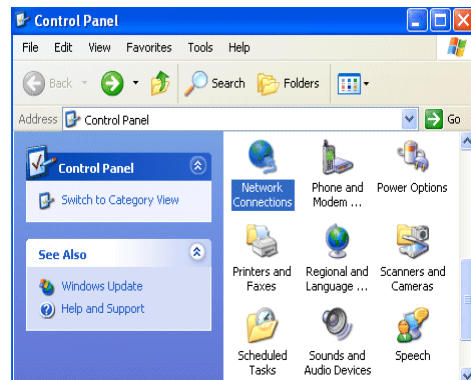 Control Panel
File Edit View Favorites Tools Help
Back Search Folders
Address Control Panel Go
Control Panel
Switch to Category View
See Also
Windows Update
Help and Support
Network Connections
Phone and Modem ...
Power Options
Printers and Faxes
Regional and Language ...
Scanners and Cameras
Scheduled Tasks
Sounds and Audio Devices
Speech